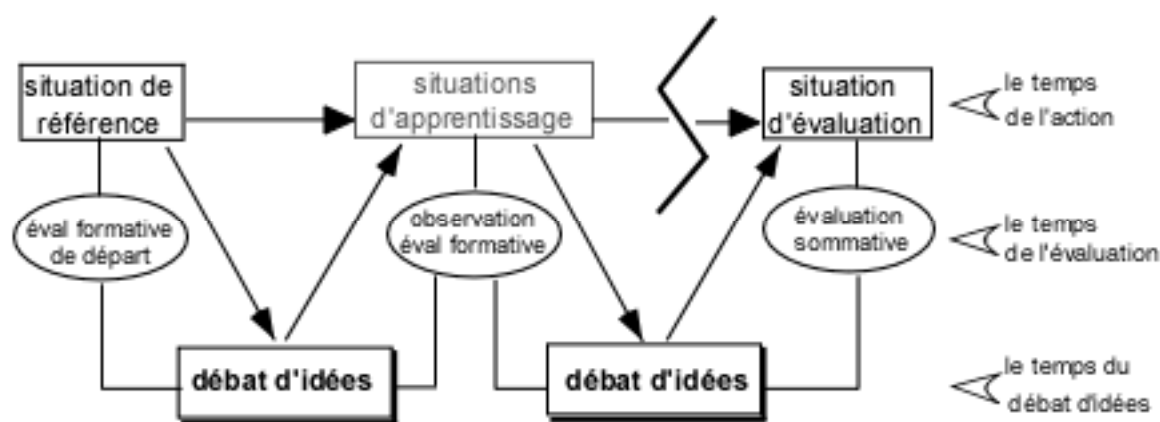 situation de
référence
situations
d'apprentissage
situation
d'évaluation
le temps
de l'action
éval formative
de départ
observation
éval formative
évaluation
sommative
le temps
de l'évaluation
débat d'idées
débat d'idées
le temps du
débat d'idées